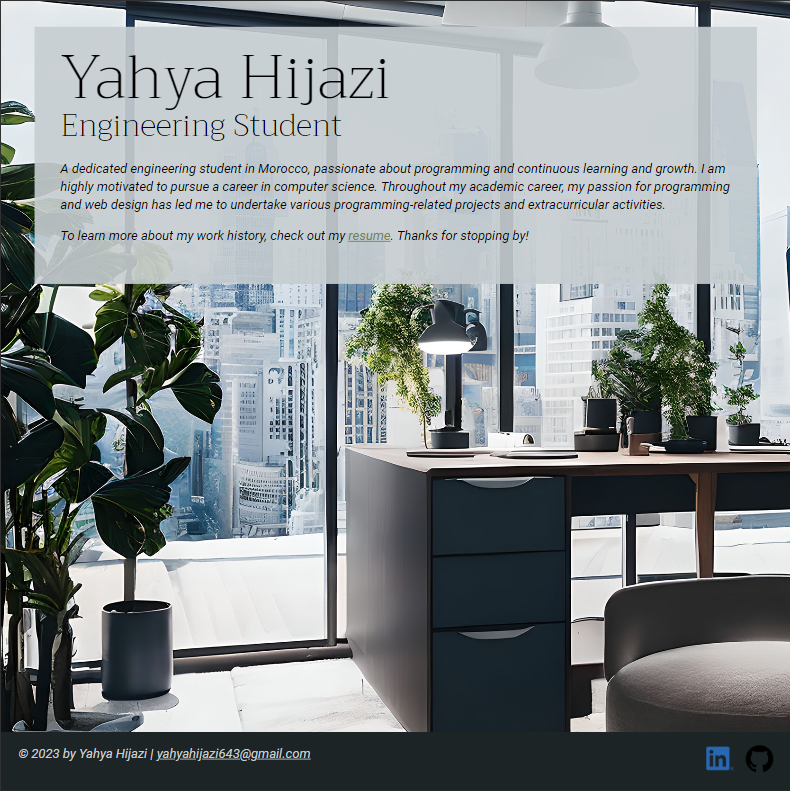 Yahya Hijazi
Engineering Student
A dedicated engineering student in Morocco, passionate about programming and continuous learning and growth. I am
highly motivated to pursue a career in computer science. Throughout my academic career, my passion for programming
and web design has led me to undertake various programming-related projects and extracurricular activities.
To learn more about my work history, check out my resume. Thanks for stopping by!
© 2023 by Yahya Hijazi | yahyahijazi643@gmail.com
in